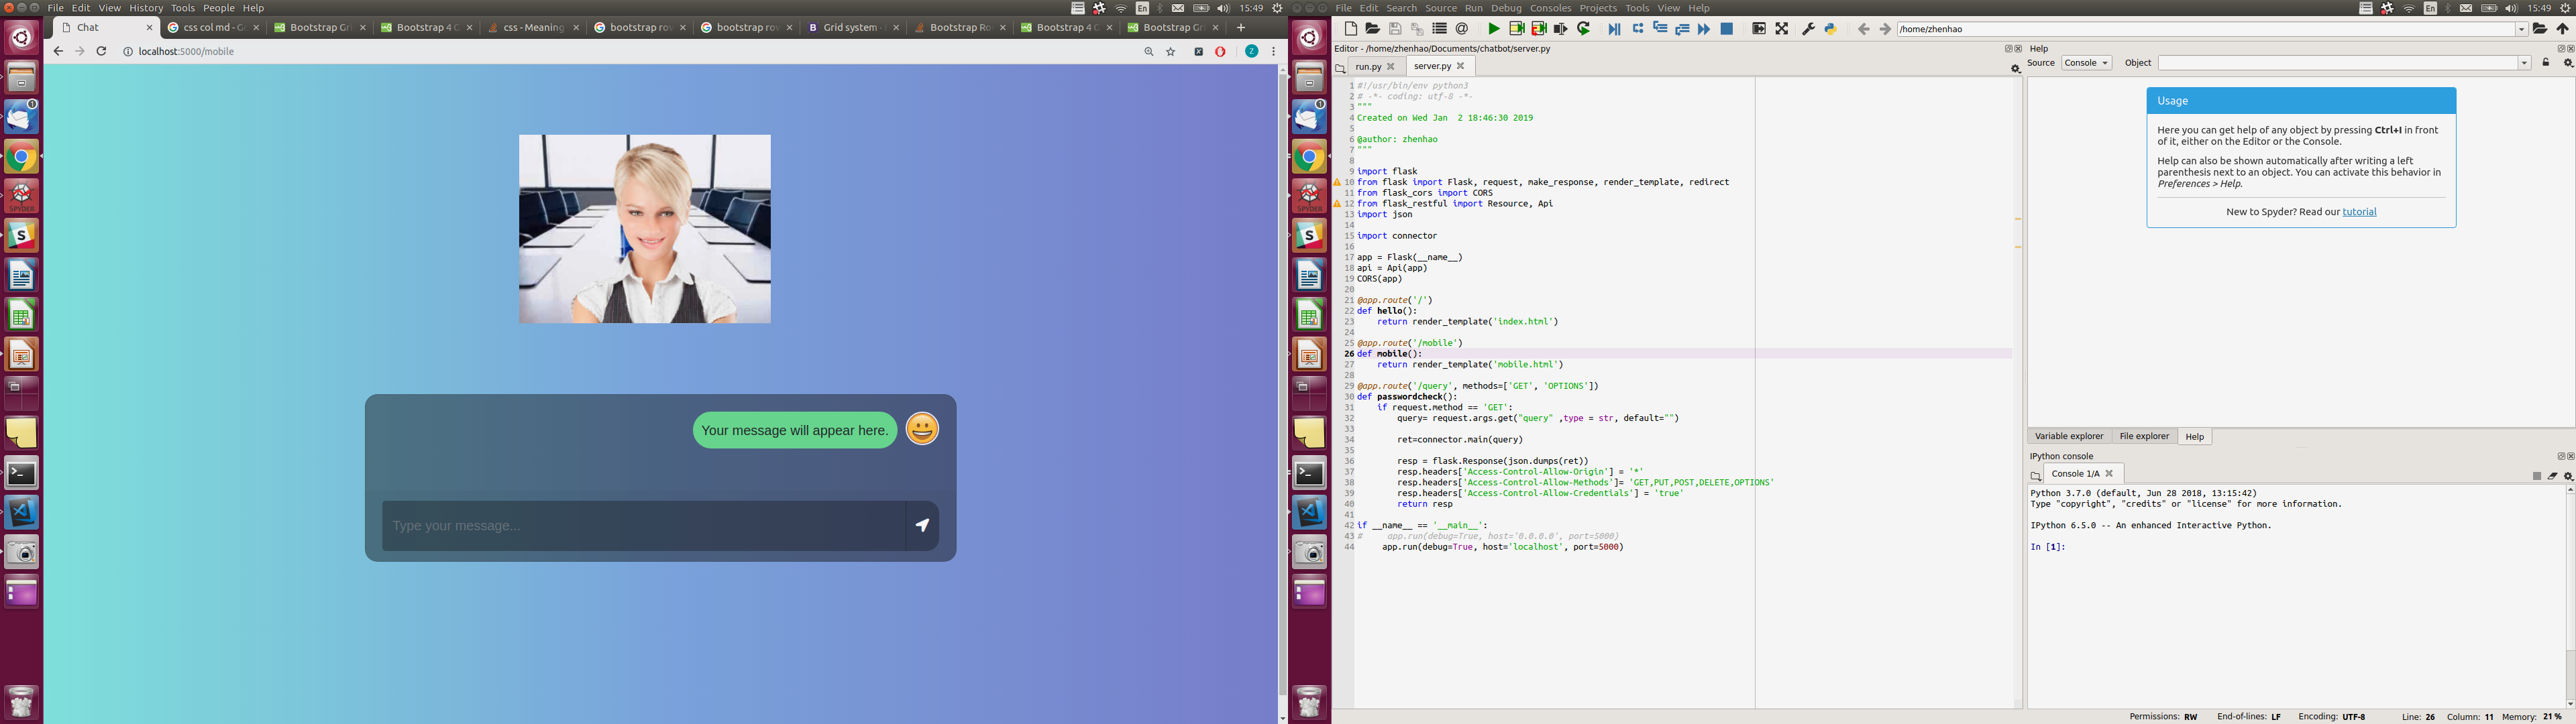 File Edit View History Tools People Help
En
15:49
Chat
css col md - G
Bootstrap Gri
Bootstrap 4 G
css - Meaning
bootstrap row
bootstrap row
Grid system -
Bootstrap Ro
Bootstrap 4 G
Bootstrap Gri
localhost:5000/mobile
Z
1
SPYDER
S
Your message will appear here.
Type your message...
File Edit Search Source Run Debug Consoles Projects Tools View Help
En
15:49
/home/zhenhao
1
SPYDER
S
Editor - /home/zhenhao/Documents/chatbot/server.py
run.py
server.py
1 #!/usr/bin/env python3
2 # -*- coding: utf-8 -*-
3 """
4 Created on Wed Jan  2 18:46:30 2019
5
6 @author: zhenhao
7 """
8
9 import flask
10 from flask import Flask, request, make_response, render_template, redirect
11 from flask_cors import CORS
12 from flask_restful import Resource, Api
13 import json
14
15 import connector
16
17 app = Flask(__name__)
18 api = Api(app)
19 CORS(app)
20
21 @app.route('/')
22 def hello():
23     return render_template('index.html')
24
25 @app.route('/mobile')
26 def mobile():
27     return render_template('mobile.html')
28
29 @app.route('/query', methods=['GET', 'OPTIONS'])
30 def passwordcheck():
31     if request.method == 'GET':
32         query= request.args.get("query" ,type = str, default="")
33
34         ret=connector.main(query)
35
36         resp = flask.Response(json.dumps(ret))
37         resp.headers['Access-Control-Allow-Origin'] = '*'
38         resp.headers['Access-Control-Allow-Methods']= 'GET,PUT,POST,DELETE,OPTIONS'
39         resp.headers['Access-Control-Allow-Credentials'] = 'true'
40         return resp
41
42 if __name__ == '__main__':
43 #     app.run(debug=True, host='0.0.0.0', port=5000)
44      app.run(debug=True, host='localhost', port=5000)
Help
Source Console Object
Usage
Here you can get help of any object by pressing Ctrl+I in front
of it, either on the Editor or the Console.
Help can also be shown automatically after writing a left
parenthesis next to an object. You can activate this behavior in
Preferences > Help.
New to Spyder? Read our tutorial
Variable explorer File explorer Help
IPython console
Console 1/A
Python 3.7.0 (default, Jun 28 2018, 13:15:42)
Type "copyright", "credits" or "license" for more information.
IPython 6.5.0 -- An enhanced Interactive Python.
In [1]:
Permissions: RW End-of-lines: LF Encoding: UTF-8 Line: 26 Column: 11 Memory: 21 %